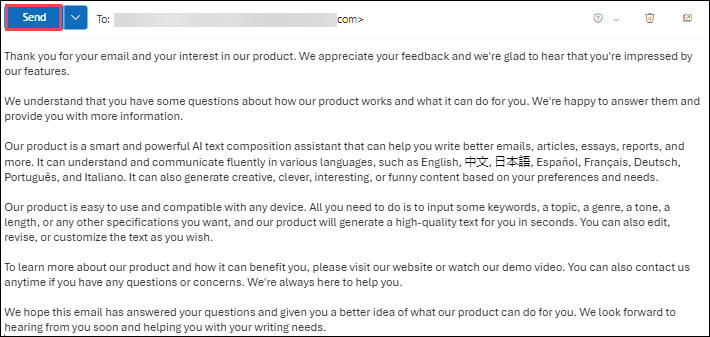 Send To: com>
Thank you for your email and your interest in our product. We appreciate your feedback and we're glad to hear that you're impressed by
our features.
We understand that you have some questions about how our product works and what it can do for you. We're happy to answer them and
provide you with more information.
Our product is a smart and powerful AI text composition assistant that can help you write better emails, articles, essays, reports, and
more. It can understand and communicate fluently in various languages, such as English, 中文, 日本語, Español, Français, Deutsch,
Português, and Italiano. It can also generate creative, clever, interesting, or funny content based on your preferences and needs.
Our product is easy to use and compatible with any device. All you need to do is to input some keywords, a topic, a genre, a tone, a
length, or any other specifications you want, and our product will generate a high-quality text for you in seconds. You can also edit,
revise, or customize the text as you wish.
To learn more about our product and how it can benefit you, please visit our website or watch our demo video. You can also contact us
anytime if you have any questions or concerns. We're always here to help you.
We hope this email has answered your questions and given you a better idea of what our product can do for you. We look forward to
hearing from you soon and helping you with your writing needs.